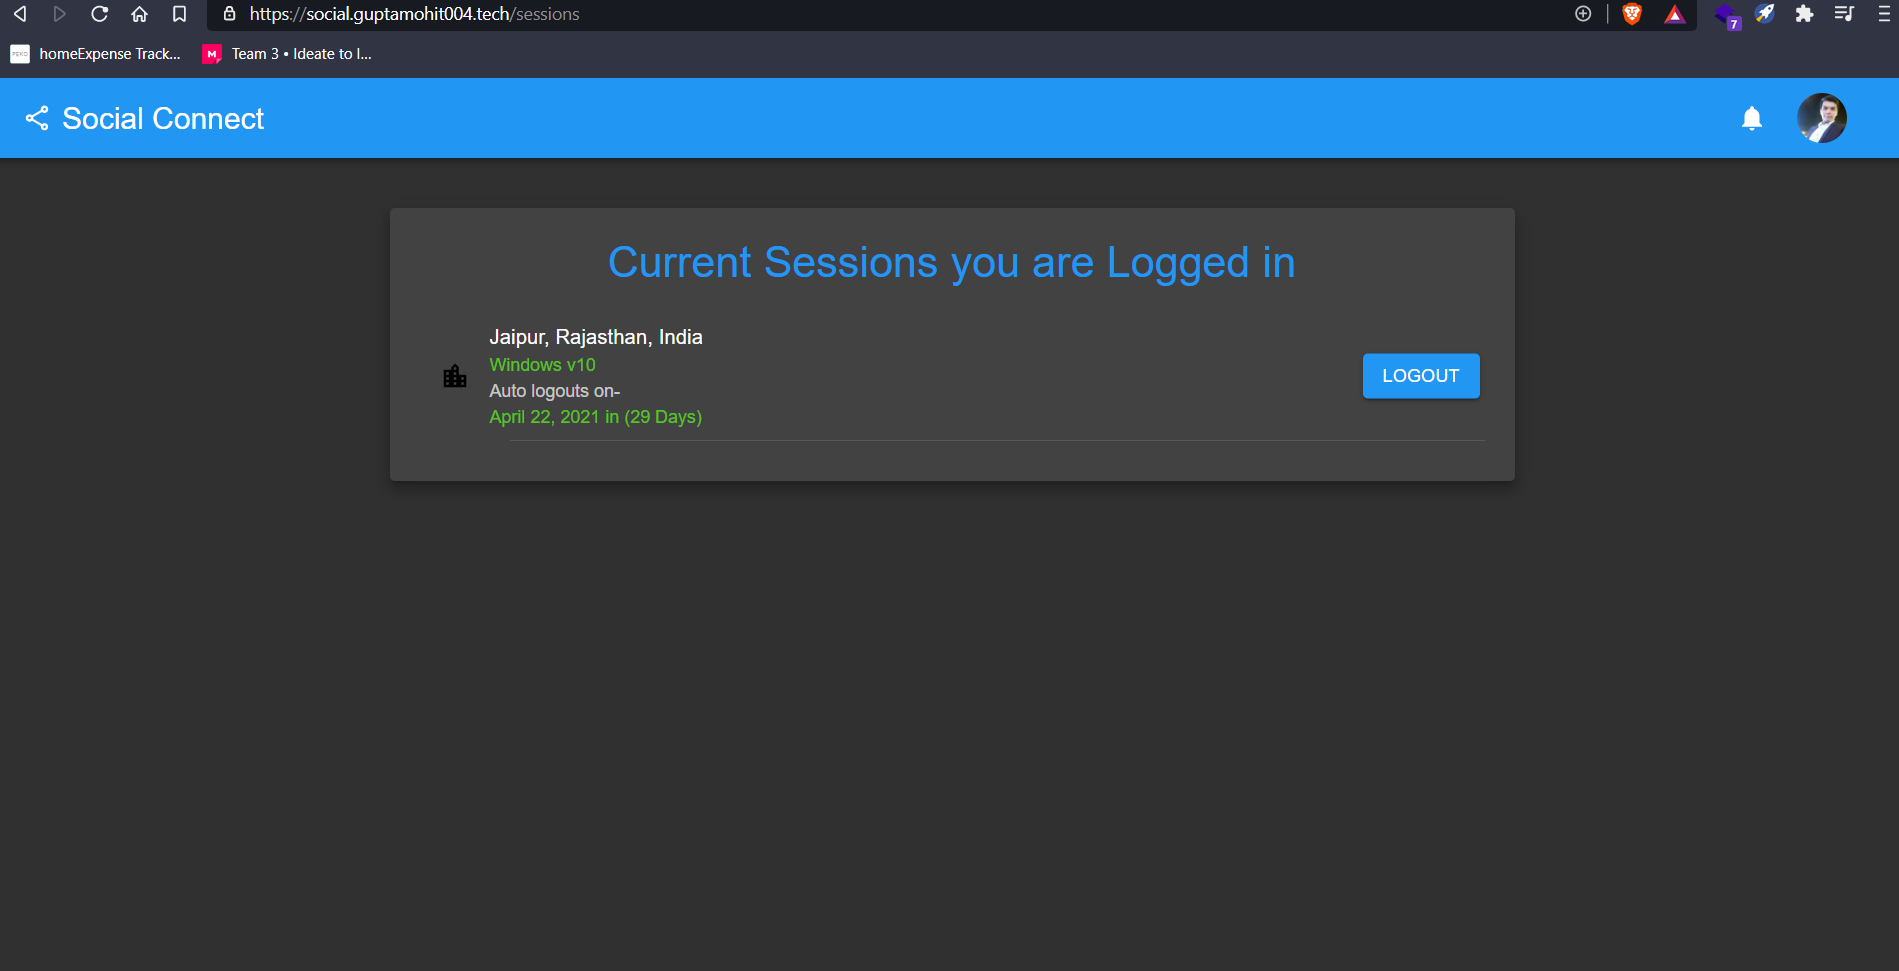 https://social.guptamohit004.tech/sessions
7
homeExpense Track...
Team 3 • Ideate to I...
Social Connect
Current Sessions you are Logged in
Jaipur, Rajasthan, India
Windows v10
Auto logouts on-
April 22, 2021 in (29 Days)
LOGOUT